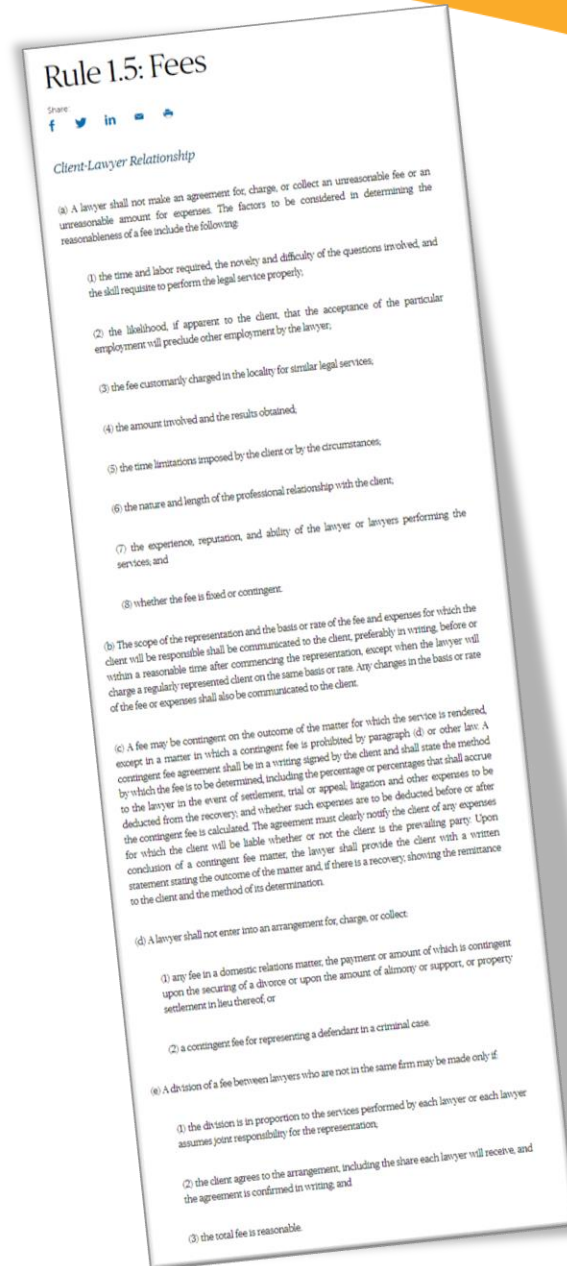 Rule 1.5: Fees
Share:
f in
Client-Lawyer Relationship
(a) A lawyer shall not make an agreement for, charge, or collect an unreasonable fee or an
unreasonable amount for expenses. The factors to be considered in determining the
reasonableness of a fee include the following:
(1) the time and labor required, the novelty and difficulty of the questions involved, and
the skill requisite to perform the legal service properly;
(2) the likelihood, if apparent to the client, that the acceptance of the particular
employment will preclude other employment by the lawyer;
(3) the fee customarily charged in the locality for similar legal services;
(4) the amount involved and the results obtained;
(5) the time limitations imposed by the client or by the circumstances;
(6) the nature and length of the professional relationship with the client;
(7) the experience, reputation, and ability of the lawyer or lawyers performing the
services; and
(8) whether the fee is fixed or contingent.
(b) The scope of the representation and the basis or rate of the fee and expenses for which the
client will be responsible shall be communicated to the client, preferably in writing, before or
within a reasonable time after commencing the representation, except when the lawyer will
charge a regularly represented client on the same basis or rate. Any changes in the basis or rate
of the fee or expenses shall also be communicated to the client.
(c) A fee may be contingent on the outcome of the matter for which the service is rendered,
except in a matter in which a contingent fee is prohibited by paragraph (d) or other law. A
contingent fee agreement shall be in a writing signed by the client and shall state the method
by which the fee is to be determined, including the percentage or percentages that shall accrue
to the lawyer in the event of settlement, trial or appeal; litigation and other expenses to be
deducted from the recovery; and whether such expenses are to be deducted before or after
the contingent fee is calculated. The agreement must clearly notify the client of any expenses
for which the client will be liable whether or not the client is the prevailing party. Upon
conclusion of a contingent fee matter, the lawyer shall provide the client with a written
statement stating the outcome of the matter and, if there is a recovery, showing the remittance
to the client and the method of its determination.
(d) A lawyer shall not enter into an arrangement for, charge, or collect:
(1) any fee in a domestic relations matter, the payment or amount of which is contingent
upon the securing of a divorce or upon the amount of alimony or support, or property
settlement in lieu thereof; or
(2) a contingent fee for representing a defendant in a criminal case.
(e) A division of a fee between lawyers who are not in the same firm may be made only if:
(1) the division is in proportion to the services performed by each lawyer or each lawyer
assumes joint responsibility for the representation;
(2) the client agrees to the arrangement, including the share each lawyer will receive, and
the agreement is confirmed in writing; and
(3) the total fee is reasonable.